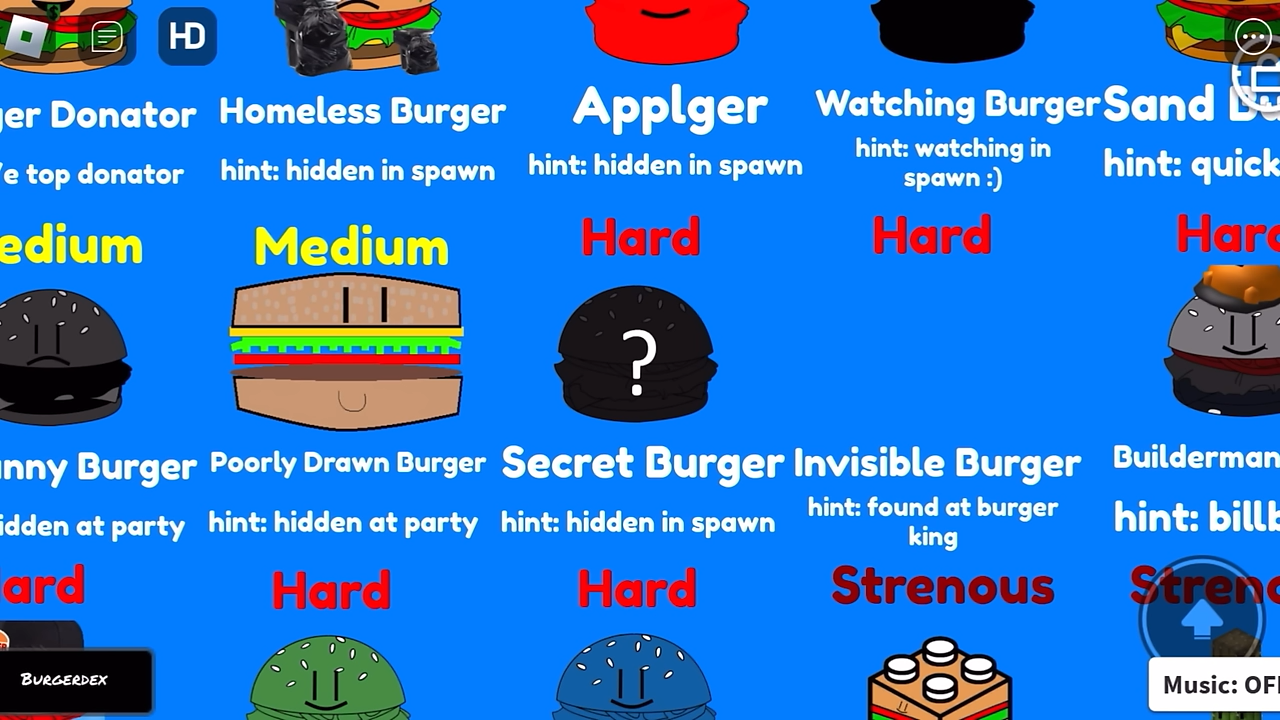 HD
ger Donator
Homeless Burger
Applger
Watching Burger
Sand Bu
e top donator
hint: hidden in spawn
hint: hidden in spawn
hint: watching in
spawn :)
hint: quick
edium
Medium
Hard
Hard
Hard
?
nny Burger
Poorly Drawn Burger
Secret Burger
Invisible Burger
Builderman
idden at party
hint: hidden at party
hint: hidden in spawn
hint: found at burger
king
hint: billb
ard
Hard
Hard
Strenous
Strenous
Burgerdex
Music: OFF